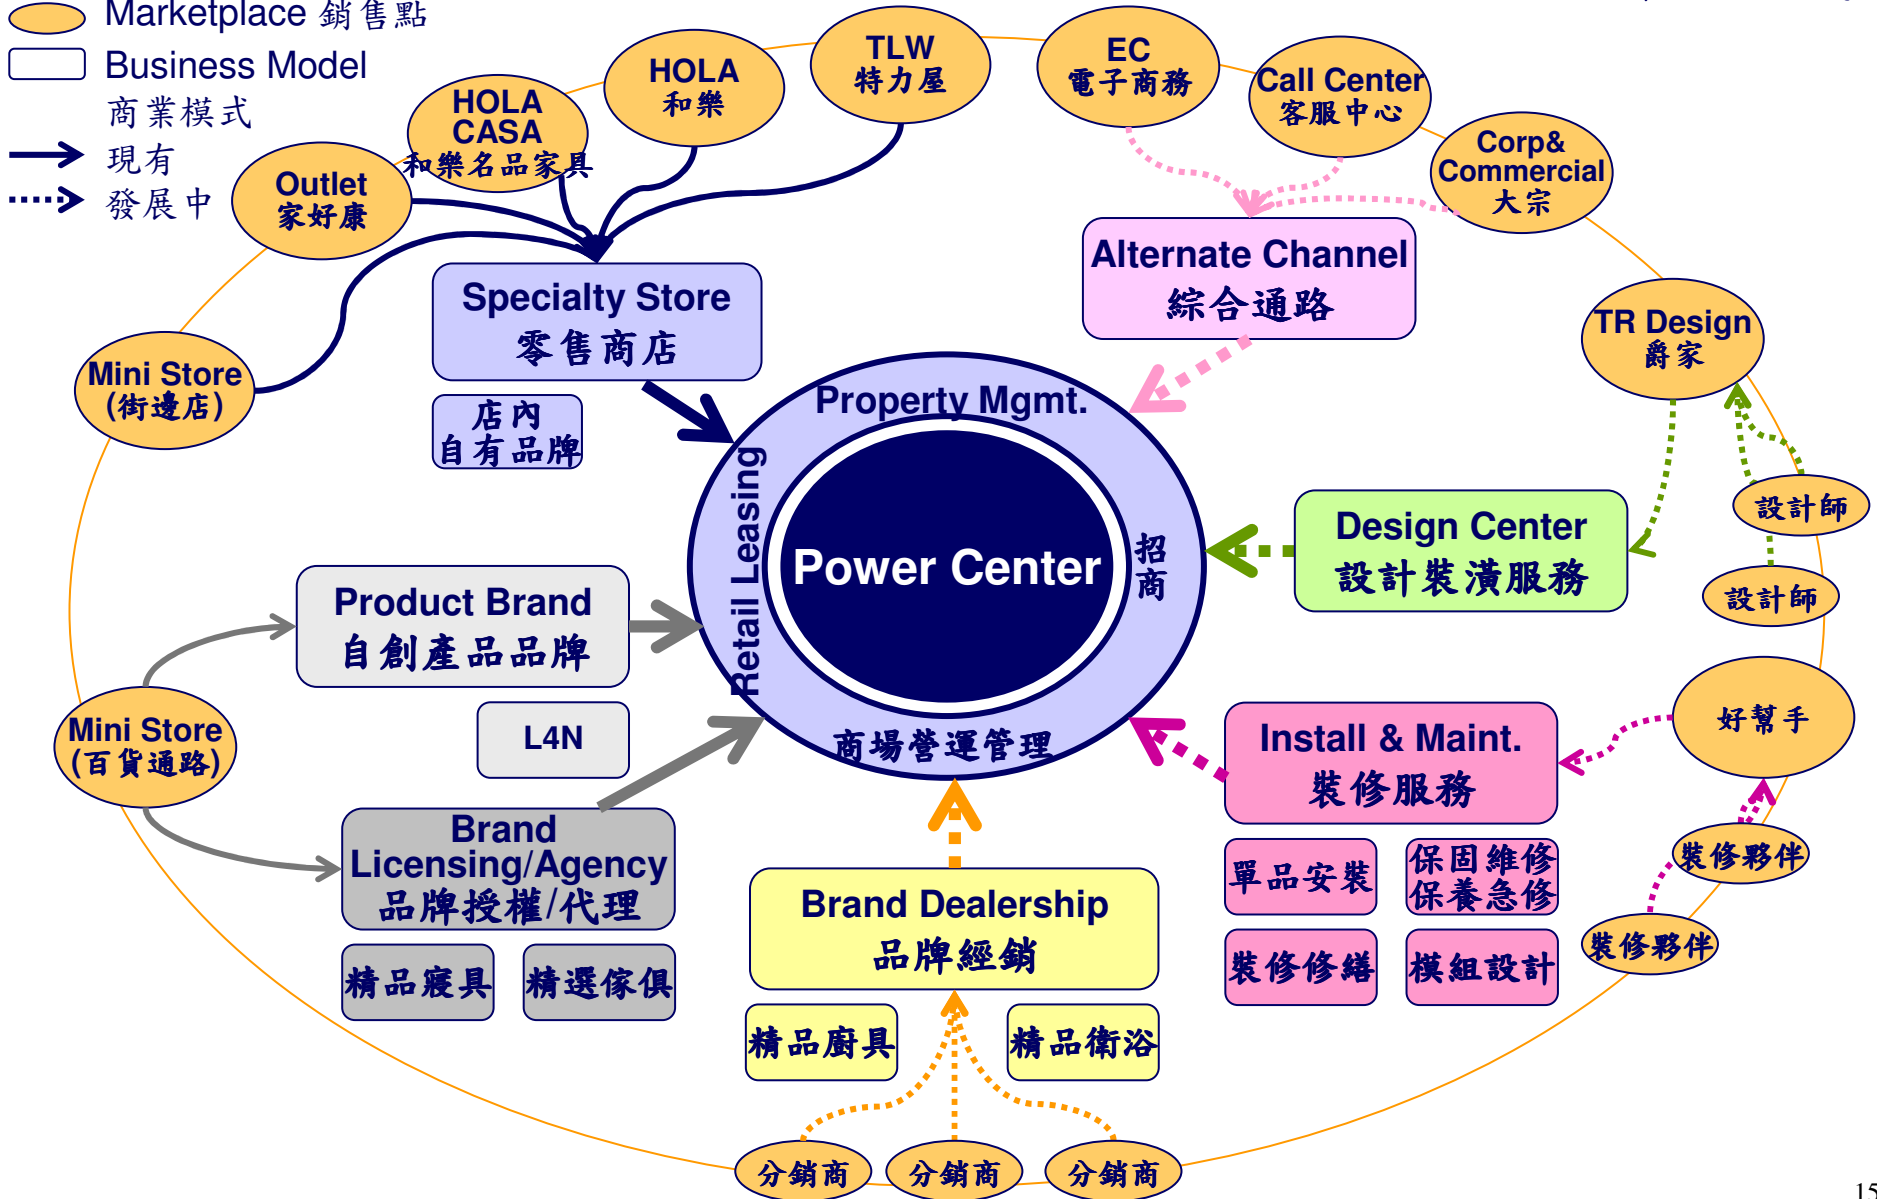 Marketplace 銷售點
Business Model
商業模式
現有
發展中
Outlet
家好康
HOLA
CASA
和樂名品家具
HOLA
和樂
TLW
特力屋
EC
電子商務
Call Center
客服中心
Corp&
Commercial
大宗
Mini Store
(街邊店)
Specialty Store
零售商店
店內
自有品牌
Alternate Channel
綜合通路
TR Design
爵家
設計師
設計師
Property Mgmt.
Retail Leasing
Power Center
招商
商場營運管理
Design Center
設計裝潢服務
Product Brand
自創產品品牌
L4N
Mini Store
(百貨通路)
Brand
Licensing/Agency
品牌授權/代理
精品寢具
精選傢俱
Brand Dealership
品牌經銷
精品廚具
精品衛浴
分銷商
分銷商
分銷商
Install & Maint.
裝修服務
單品安裝
保固維修
保養急修
裝修修繕
模組設計
好幫手
裝修夥伴
裝修夥伴
15